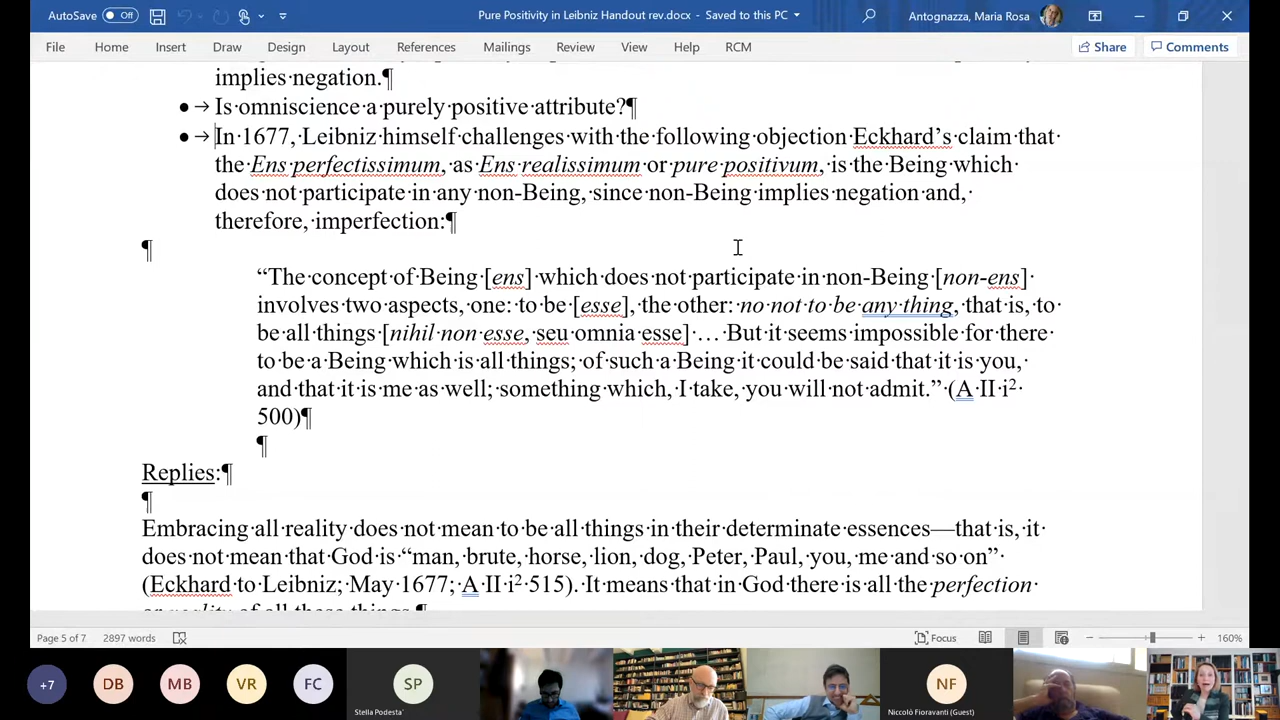 AutoSave Off Pure Positivity in Leibniz Handout rev.docx - Saved to this PC Antognazza, Maria Rosa
File Home Insert Draw Design Layout References Mailings Review View Help RCM Share Comments
implies·negation.¶
●→Is·omniscience·a·purely·positive·attribute?¶
●→In·1677,·Leibniz·himself·challenges·with·the·following·objection·Eckhard’s·claim·that·
the·Ens·perfectissimum,·as·Ens·realissimum·or·pure·positivum,·is·the·Being·which·
does·not·participate·in·any·non-Being,·since·non-Being·implies·negation·and,·
therefore,·imperfection:¶
¶
“The·concept·of·Being·[ens]·which·does·not·participate·in·non-Being·[non-ens]·
involves·two·aspects,·one:·to·be·[esse],·the·other:·no·not·to·be·any·thing,·that·is,·to·
be·all·things·[nihil·non·esse,·seu·omnia·esse]·…·But·it·seems·impossible·for·there·
to·be·a·Being·which·is·all·things;·of·such·a·Being·it·could·be·said·that·it·is·you,·
and·that·it·is·me·as·well;·something·which,·I·take,·you·will·not·admit.”·(A·II·i²·
500)¶
¶
Replies:¶
¶
Embracing·all·reality·does·not·mean·to·be·all·things·in·their·determinate·essences—that·is,·it·
does·not·mean·that·God·is·“man,·brute,·horse,·lion,·dog,·Peter,·Paul,·you,·me·and·so·on”·
(Eckhard·to·Leibniz;·May·1677;·A·II·i²·515).·It·means·that·in·God·there·is·all·the·perfection·
or·reality·of·all·these·things.¶
Page 5 of 7 2897 words Focus 160%
+7 DB MB VR FC SP NF
Stella Podesta' Niccolò Fioravanti (Guest)